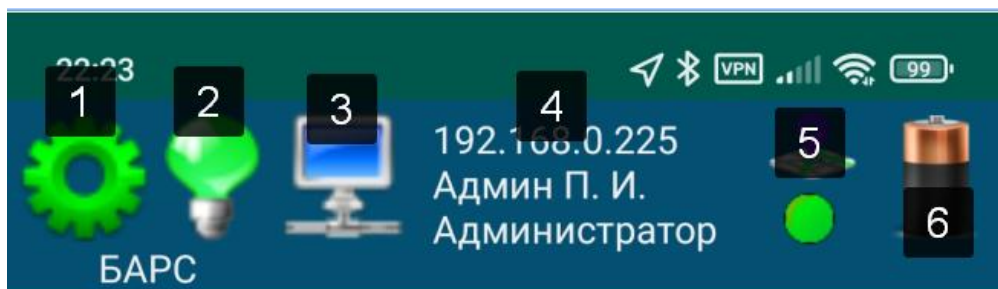 22:23
VPN
99
1
2
3
4
5
6
192.168.0.225
Админ П. И.
Администратор
БАРС